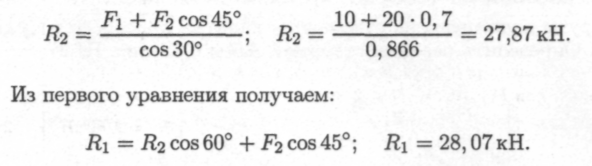 R₂ = (F₁ + F₂ cos 45°) / cos 30°; R₂ = (10 + 20 · 0,7) / 0,866 = 27,87 кН.
Из первого уравнения получаем:
R₁ = R₂ cos 60° + F₂ cos 45°; R₁ = 28,07 кН.